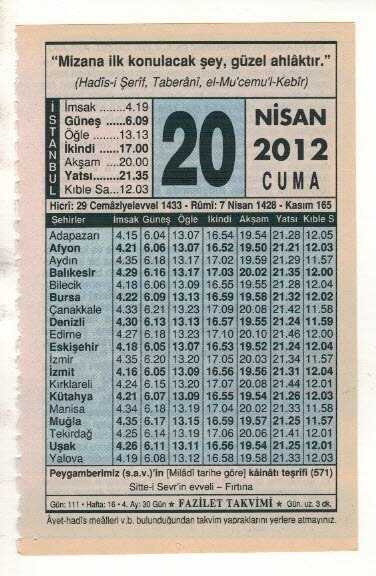 “Mizana ilk konulacak şey, güzel ahlâktır.”
(Hadîs-i Şerîf, Taberânî, el-Mu'cemu'l-Kebîr)
İSTANBUL
İmsak ........4.19
Güneş ......6.09
Öğle ........13.13
İkindi .....17.00
Akşam ....20.00
Yatsı.......21.35
Kıble Sa...12.03
20
NİSAN
2012
CUMA
Hicrî: 29 Cemâziyelevvel 1433 - Rûmî: 7 Nisan 1428 - Kasım 165
Şehirler İmsak Güneş Öğle İkindi Akşam Yatsı Kıble S
Adapazarı 4.15 6.04 13.07 16.54 19.54 21.28 12.05
Afyon 4.21 6.06 13.07 16.52 19.50 21.21 12.03
Aydın 4.35 6.18 13.17 17.02 19.59 21.29 11.57
Balıkesir 4.29 6.16 13.17 17.03 20.02 21.35 12.00
Bilecik 4.18 6.06 13.09 16.55 19.55 21.28 12.04
Bursa 4.22 6.09 13.13 16.59 19.58 21.32 12.02
Çanakkale 4.33 6.21 13.23 17.09 20.08 21.42 11.58
Denizli 4.30 6.13 13.13 16.57 19.55 21.24 11.59
Edirne 4.27 6.18 13.23 17.10 20.10 21.46 12.00
Eskişehir 4.18 6.05 13.07 16.53 19.52 21.24 12.04
İzmir 4.35 6.20 13.20 17.05 20.03 21.34 11.57
İzmit 4.16 6.05 13.09 16.56 19.56 21.31 12.04
Kırklareli 4.24 6.15 13.20 17.07 20.08 21.44 12.01
Kütahya 4.21 6.07 13.09 16.55 19.54 21.26 12.03
Manisa 4.34 6.18 13.19 17.04 20.02 21.33 11.58
Muğla 4.35 6.17 13.15 16.59 19.57 21.25 11.57
Tekirdağ 4.25 6.14 13.19 17.06 20.06 21.41 12.01
Uşak 4.26 6.11 13.11 16.56 19.54 21.25 12.01
Yalova 4.19 6.08 13.12 16.58 19.58 21.33 12.03
Peygamberimiz (s.a.v.)'in [Milâdî tarihe göre] kâinâtı teşrîfi (571)
Sitte-i Sevr'in evveli – Fırtına
Gün: 111 • Hafta: 16 • 4. Ay: 30 Gün ★ FAZİLET TAKVİMİ ★ Gün. uz. 3 dk.
Âyet-hadîs meâlleri v.b. bulunduğundan takvim yapraklarını yerlere atmayınız.